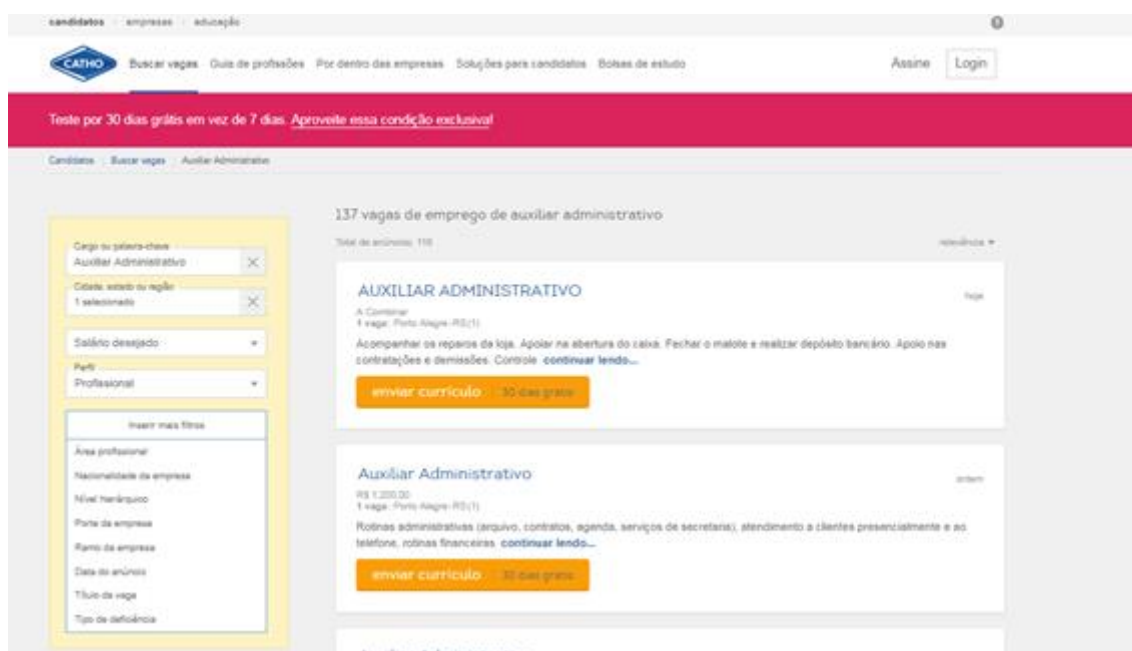 candidatos empresas educação
CATHO Buscar vagas Guia de profissões Por dentro das empresas Soluções para candidatos Bolsas de estudo Assine Login
Teste por 30 dias grátis em vez de 7 dias. Aproveite essa condição exclusiva!
Candidatos Buscar vagas Auxiliar Administrativo
137 vagas de emprego de auxiliar administrativo
Total de anúncios: 116 relevância
Cargo ou palavra-chave
Auxiliar Administrativo
Cidade, estado ou região
1 selecionado
Salário desejado
Perfil
Profissional
Inserir mais filtros
Área profissional
Nacionalidade da empresa
Nível hierárquico
Porte da empresa
Ramo da empresa
Data do anúncio
Título da vaga
Tipo de deficiência
AUXILIAR ADMINISTRATIVO hoje
A Combinar
1 vaga: Porto Alegre-RS (1)
Acompanhar os reparos da loja. Apoiar na abertura do caixa. Fechar o malote e realizar depósito bancário. Apoio nas
contratações e demissões. Controle continuar lendo...
enviar currículo 30 dias grátis
Auxiliar Administrativo ontem
R$ 1.200,00
1 vaga: Porto Alegre-RS (1)
Rotinas administrativas (arquivo, contratos, agenda, serviços de secretaria), atendimento a clientes presencialmente e ao
telefone, rotinas financeiras. continuar lendo...
enviar currículo 30 dias grátis